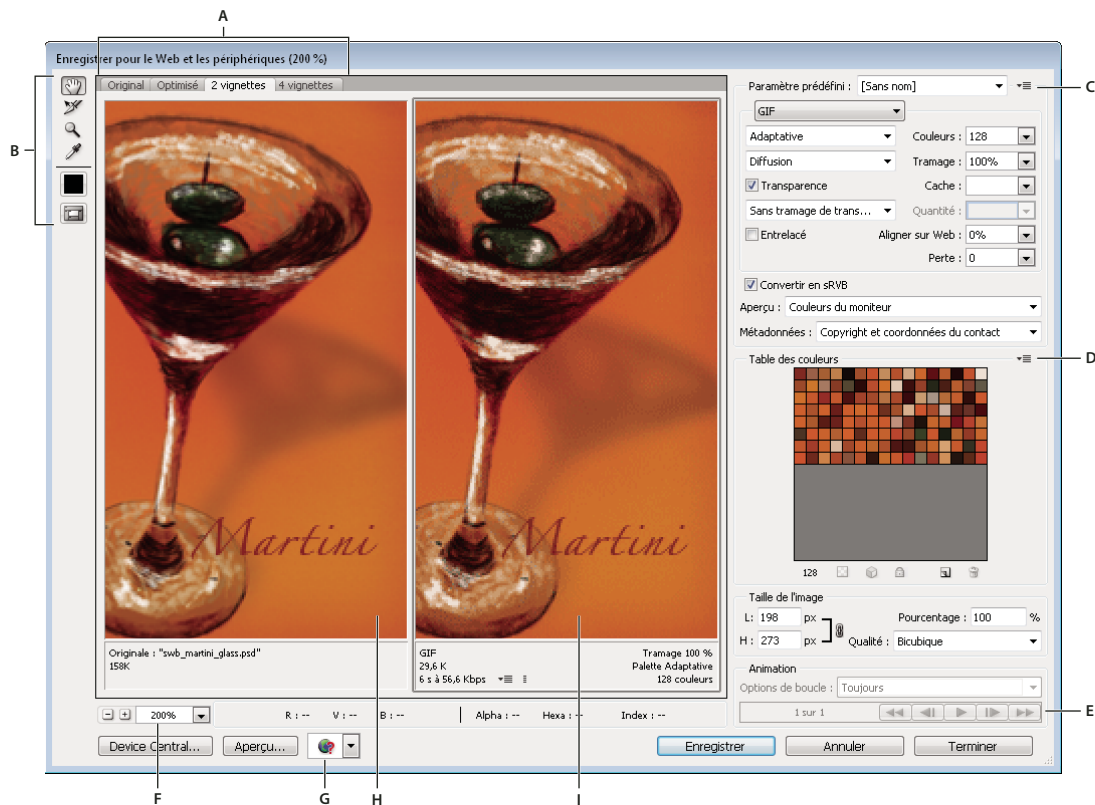 A
Enregistrer pour le Web et les périphériques (200 %)
B
Original Optimisé 2 vignettes 4 vignettes
Martini
Martini
Originale : "swb_martini_glass.psd"
158K
GIF
29,6 K
6 s à 56,6 Kbps
Tramage 100 %
Palette Adaptative
128 couleurs
Paramètre prédéfini : [Sans nom]
C
GIF
Adaptative Couleurs : 128
Diffusion Tramage : 100%
Transparence Cache :
Sans tramage de trans... Quantité :
Entrelacé Aligner sur Web : 0%
Perte : 0
Convertir en sRVB
Aperçu : Couleurs du moniteur
Métadonnées : Copyright et coordonnées du contact
Table des couleurs
D
128
Taille de l'image
L: 198 px Pourcentage : 100 %
H : 273 px Qualité : Bicubique
Animation
Options de boucle : Toujours
1 sur 1
E
200% R : -- V : -- B : -- Alpha : -- Hexa : -- Index : --
Device Central... Aperçu... Enregistrer Annuler Terminer
F G H I